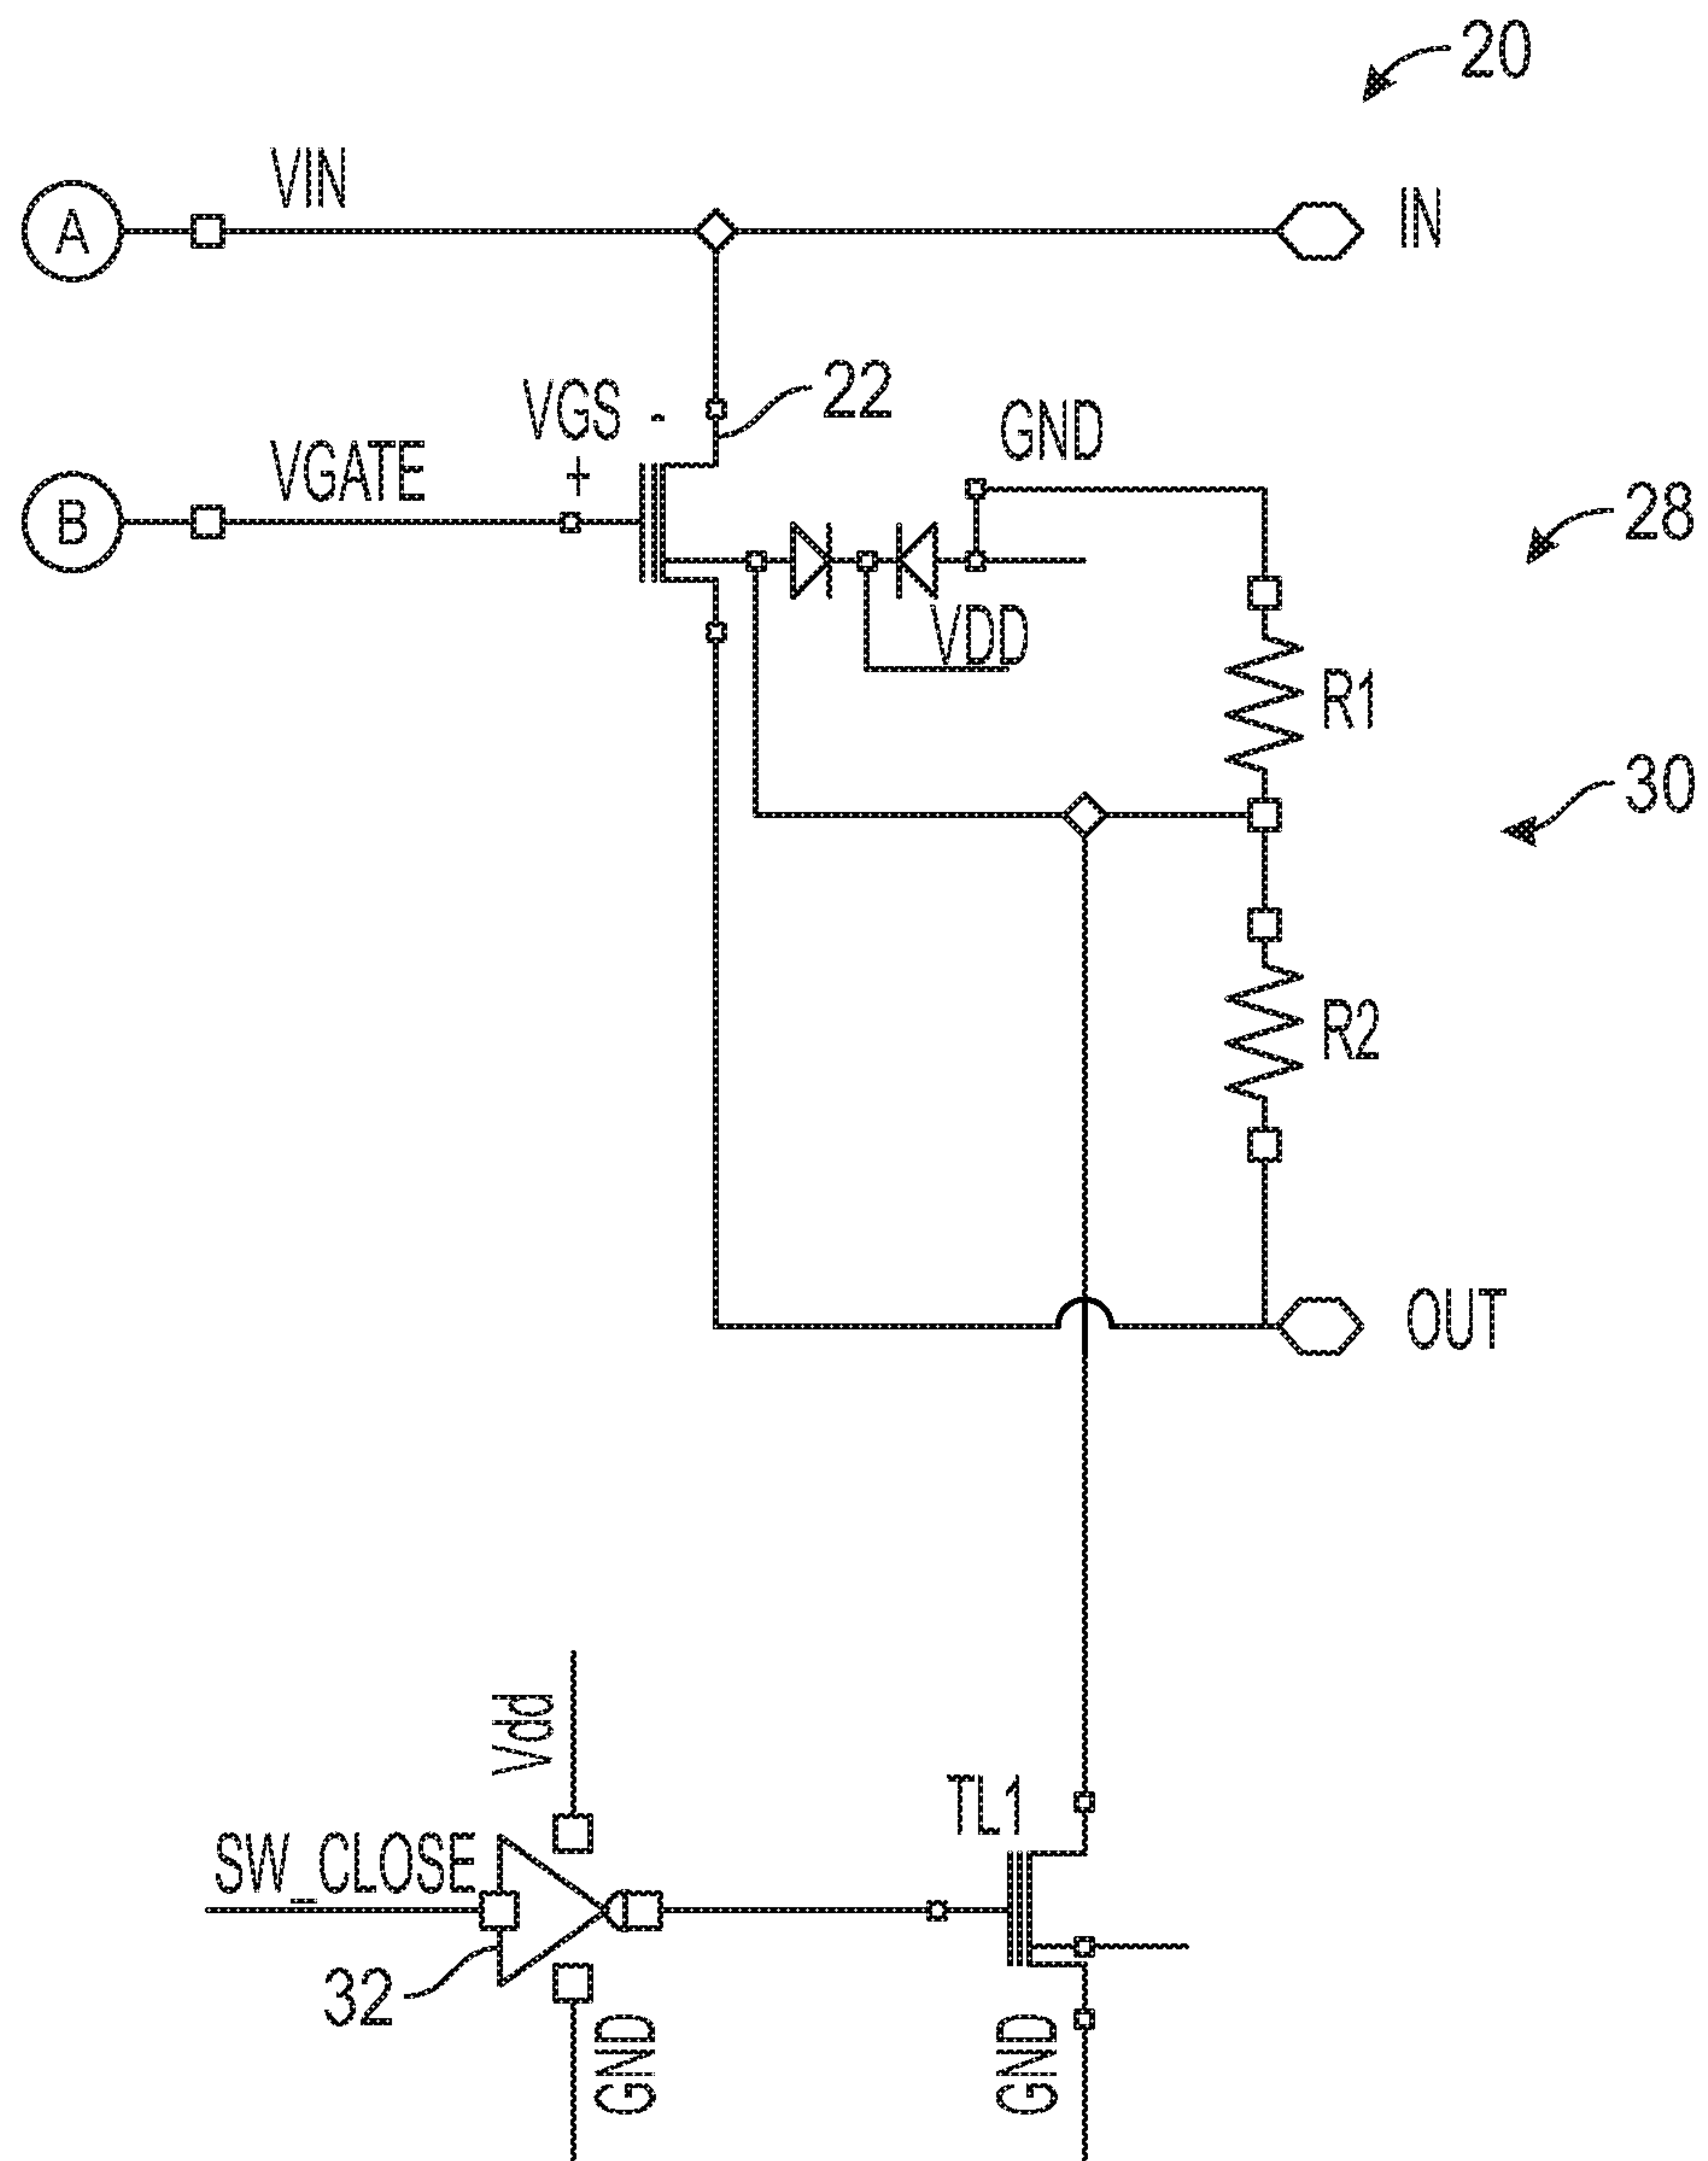 20
VIN
IN
A
22
VGS -
+
GND
VGATE
28
B
VDD
R1
30
R2
OUT
Vdd
TL1
SW_CLOSE
32
GND
GND